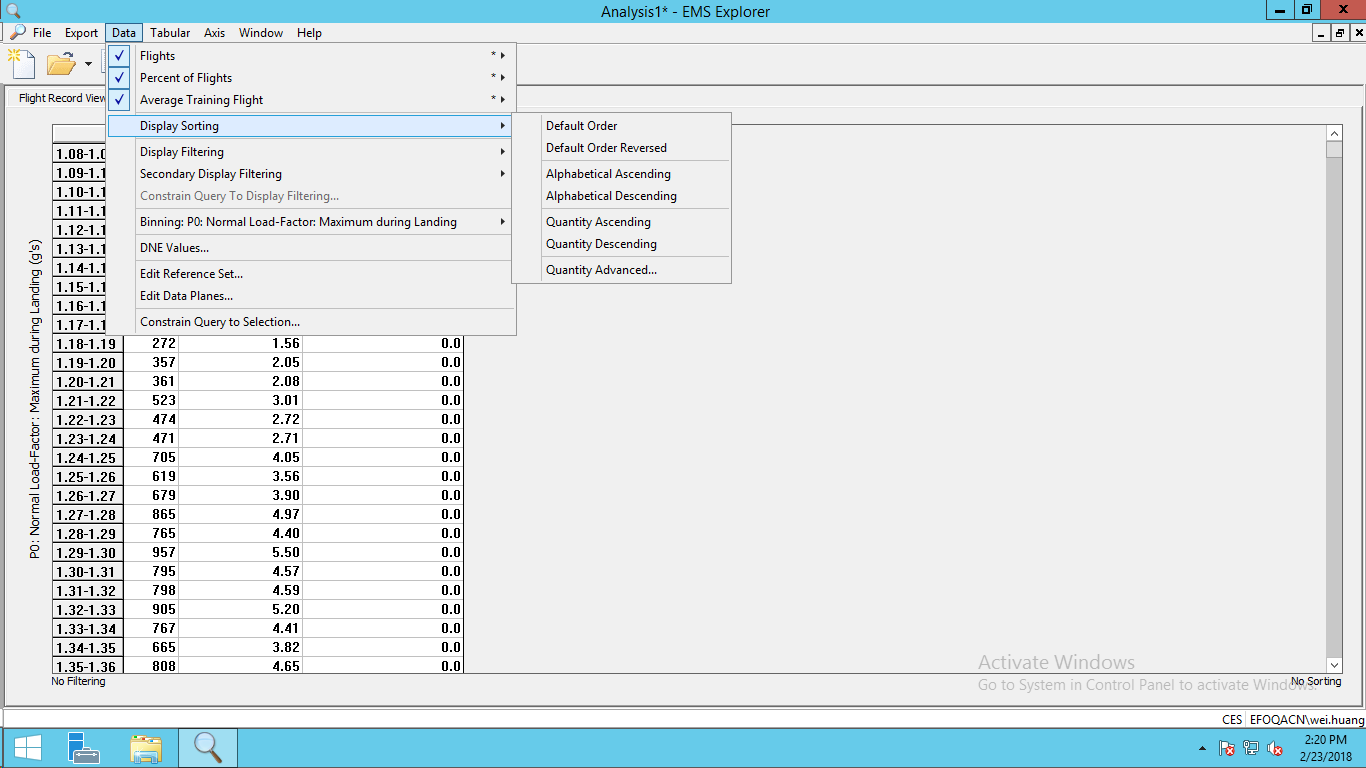 Analysis1* - EMS Explorer
File Export Data Tabular Axis Window Help
Flights * 
Percent of Flights * 
Average Training Flight * 
Display Sorting
Display Filtering
Secondary Display Filtering
Constrain Query To Display Filtering...
Binning: P0: Normal Load-Factor: Maximum during Landing
DNE Values...
Edit Reference Set...
Edit Data Planes...
Constrain Query to Selection...
Default Order
Default Order Reversed
Alphabetical Ascending
Alphabetical Descending
Quantity Ascending
Quantity Descending
Quantity Advanced...
Flight Record View
P0: Normal Load-Factor: Maximum during Landing (g's)
1.08-1.0
1.09-1.1
1.10-1.1
1.11-1.1
1.12-1.1
1.13-1.1
1.14-1.1
1.15-1.1
1.16-1.1
1.17-1.1
1.18-1.19 272 1.56 0.0
1.19-1.20 357 2.05 0.0
1.20-1.21 361 2.08 0.0
1.21-1.22 523 3.01 0.0
1.22-1.23 474 2.72 0.0
1.23-1.24 471 2.71 0.0
1.24-1.25 705 4.05 0.0
1.25-1.26 619 3.56 0.0
1.26-1.27 679 3.90 0.0
1.27-1.28 865 4.97 0.0
1.28-1.29 765 4.40 0.0
1.29-1.30 957 5.50 0.0
1.30-1.31 795 4.57 0.0
1.31-1.32 798 4.59 0.0
1.32-1.33 905 5.20 0.0
1.33-1.34 767 4.41 0.0
1.34-1.35 665 3.82 0.0
1.35-1.36 808 4.65 0.0
No Filtering
No Sorting
Activate Windows
Go to System in Control Panel to activate Windows.
CES EFOQACN\wei.huang
2:20 PM
2/23/2018